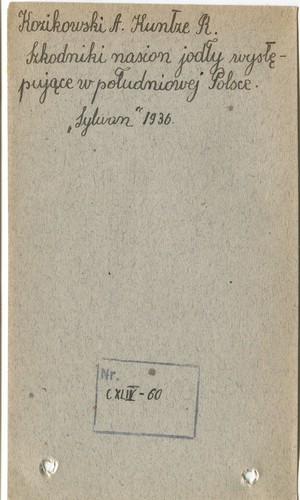 Kozikowski A. Kuntze R.
Szkodniki nasion jodły wystę-
pujące w południowej Polsce.
„Sylwan" 1936.
Nr.
CXLIV-60